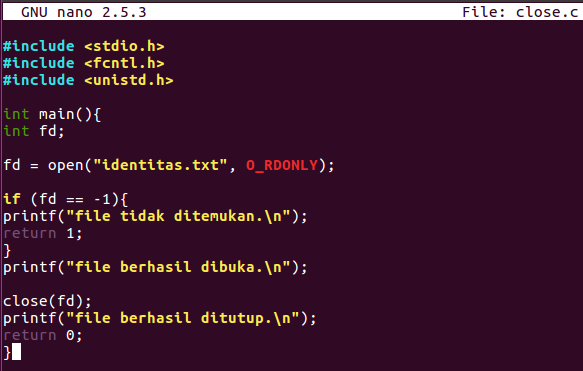 GNU nano 2.5.3 File: close.c
#include <stdio.h>
#include <fcntl.h>
#include <unistd.h>
int main(){
int fd;
fd = open("identitas.txt", O_RDONLY);
if (fd == -1){
printf("file tidak ditemukan.\n");
return 1;
}
printf("file berhasil dibuka.\n");
close(fd);
printf("file berhasil ditutup.\n");
return 0;
}